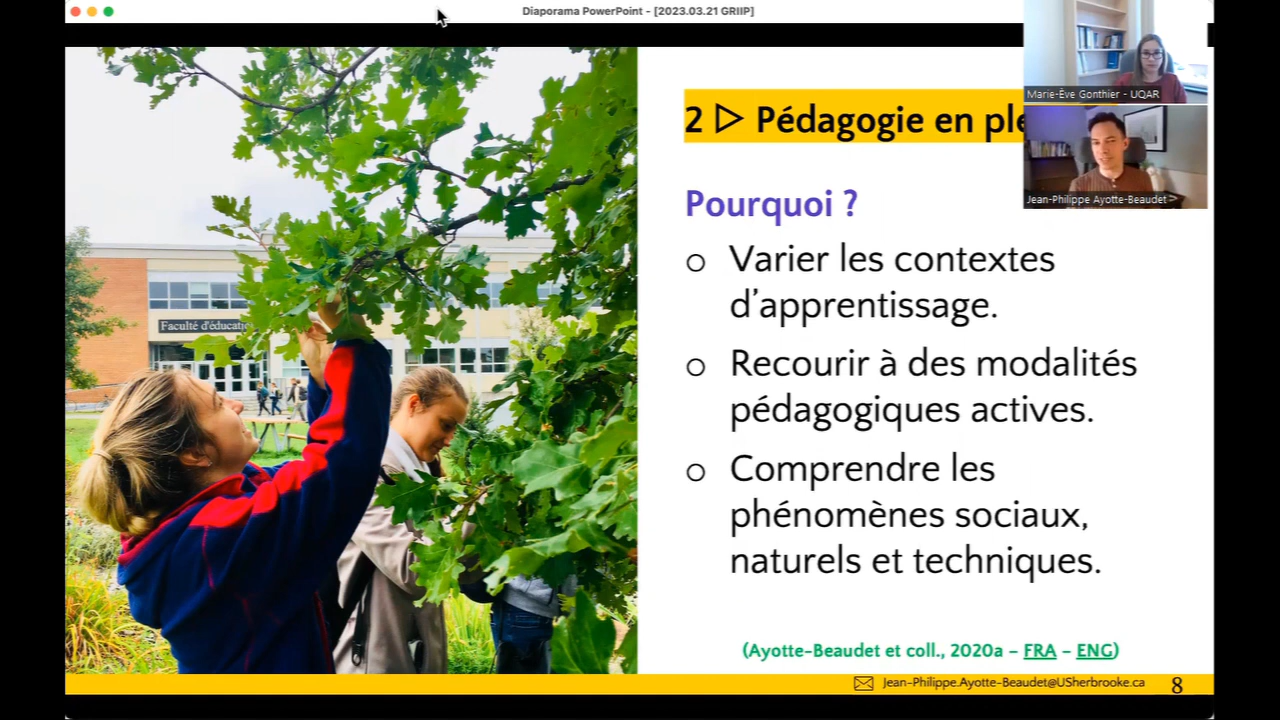 Diaporama PowerPoint - [2023.03.21 GRIIP]
Marie-Ève Gonthier - UQAR
2 ▷ Pédagogie en ple
Jean-Philippe Ayotte-Beaudet
Pourquoi ?
o Varier les contextes
d’apprentissage.
o Recourir à des modalités
pédagogiques actives.
o Comprendre les
phénomènes sociaux,
naturels et techniques.
Faculté d'éducatio
(Ayotte-Beaudet et coll., 2020a – FRA – ENG)
Jean-Philippe.Ayotte-Beaudet@USherbrooke.ca 8